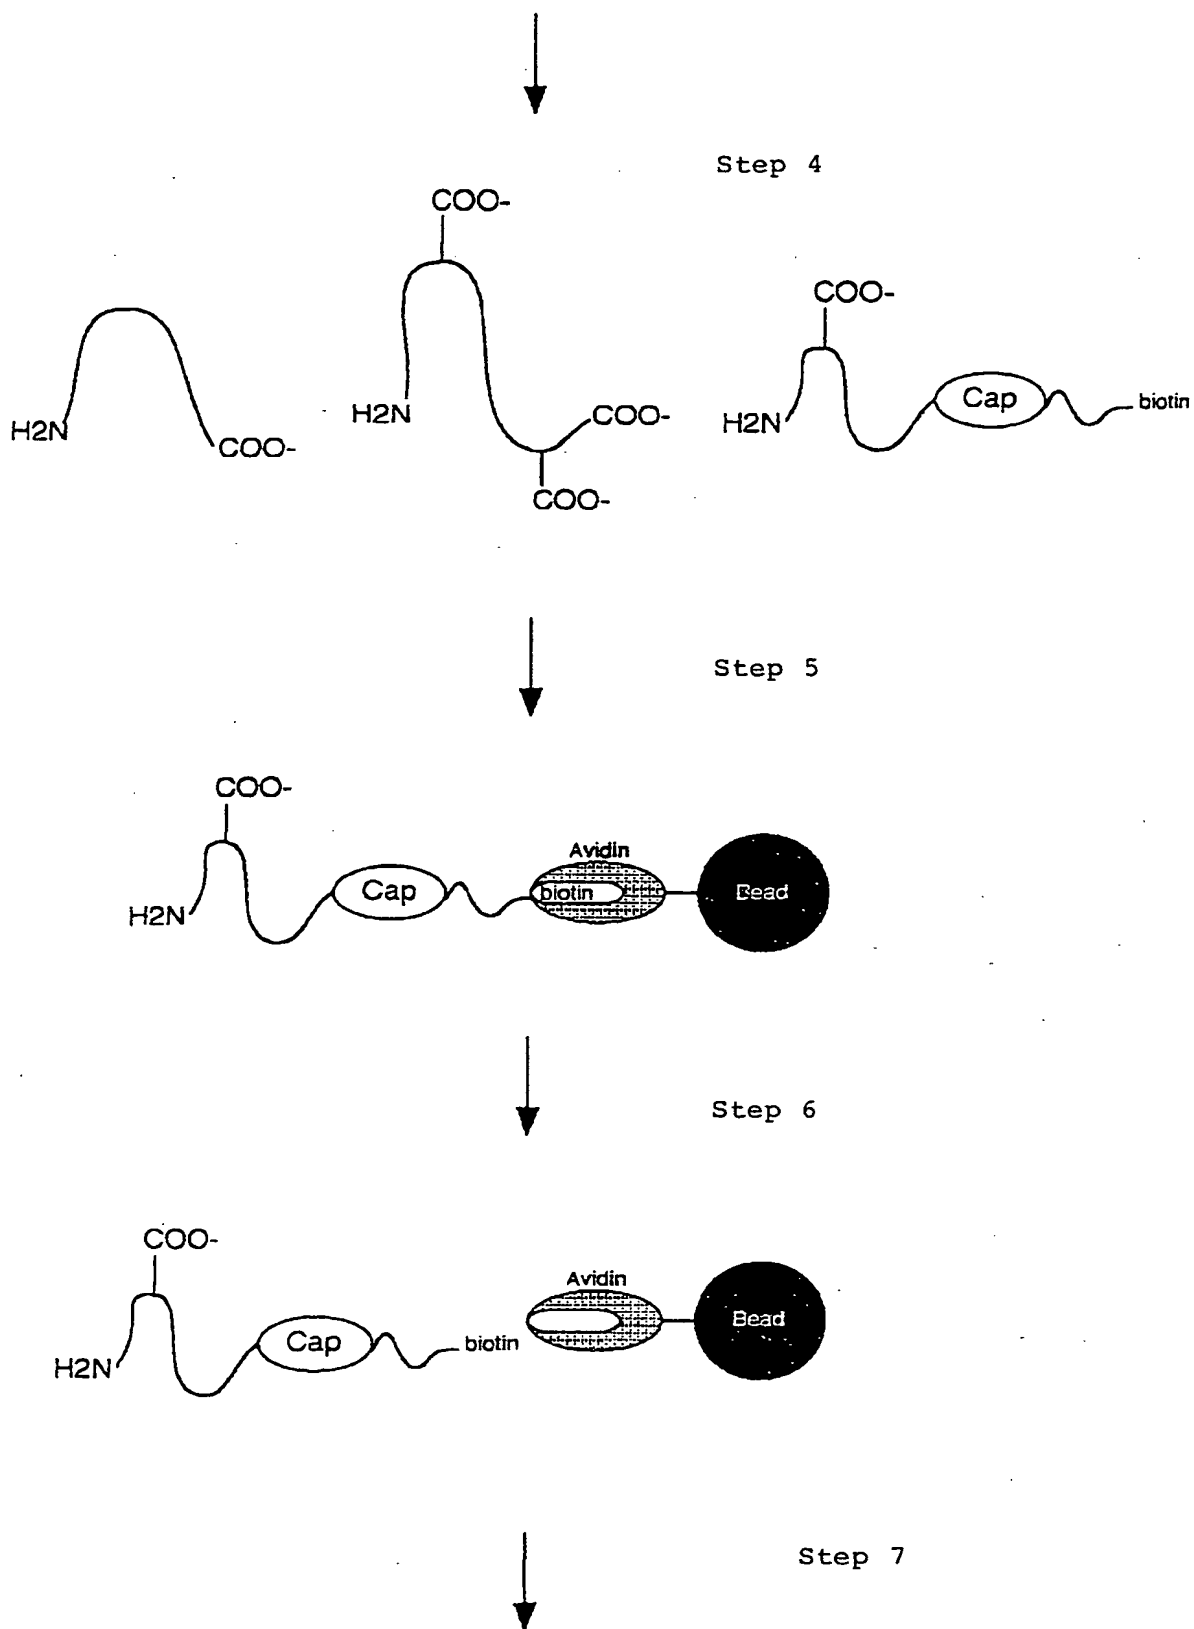 Step 4
COO-
COO-
H2N
COO-
H2N
COO-
COO-
H2N
Cap
biotin
Step 5
COO-
H2N
Cap
Avidin
biotin
Bead
Step 6
COO-
H2N
Cap
biotin
Avidin
Bead
Step 7